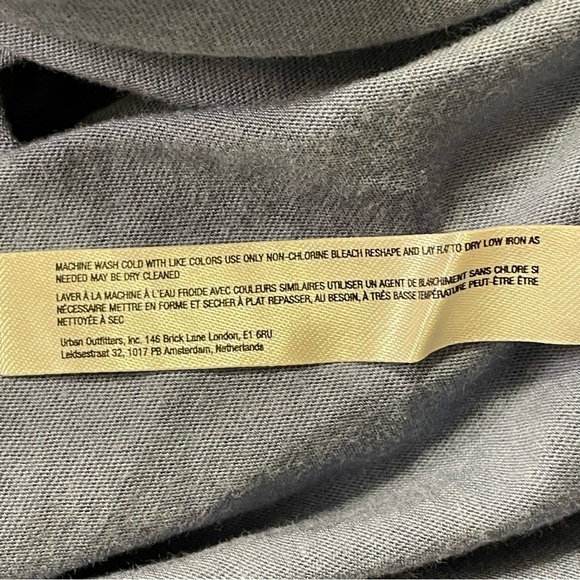 MACHINE WASH COLD WITH LIKE COLORS USE ONLY NON-CHLORINE BLEACH RESHAPE AND LAY FLAT TO DRY LOW IRON AS
NEEDED MAY BE DRY CLEANED
LAVER À LA MACHINE À L'EAU FROIDE AVEC COULEURS SIMILAIRES UTILISER UN AGENT DE BLANCHIMENT SANS CHLORE SI
NÉCESSAIRE METTRE EN FORME ET SECHER À PLAT REPASSER, AU BESOIN, À TRÉS BASSE TEMPÉRATURE PEUT-ÊTRE ÊTRE
NETTOYÉE À SEC
Urban Outfitters, Inc. 146 Brick Lane London, E1 6RU
Leidsestraat 32, 1017 PB Amsterdam, Netherlands